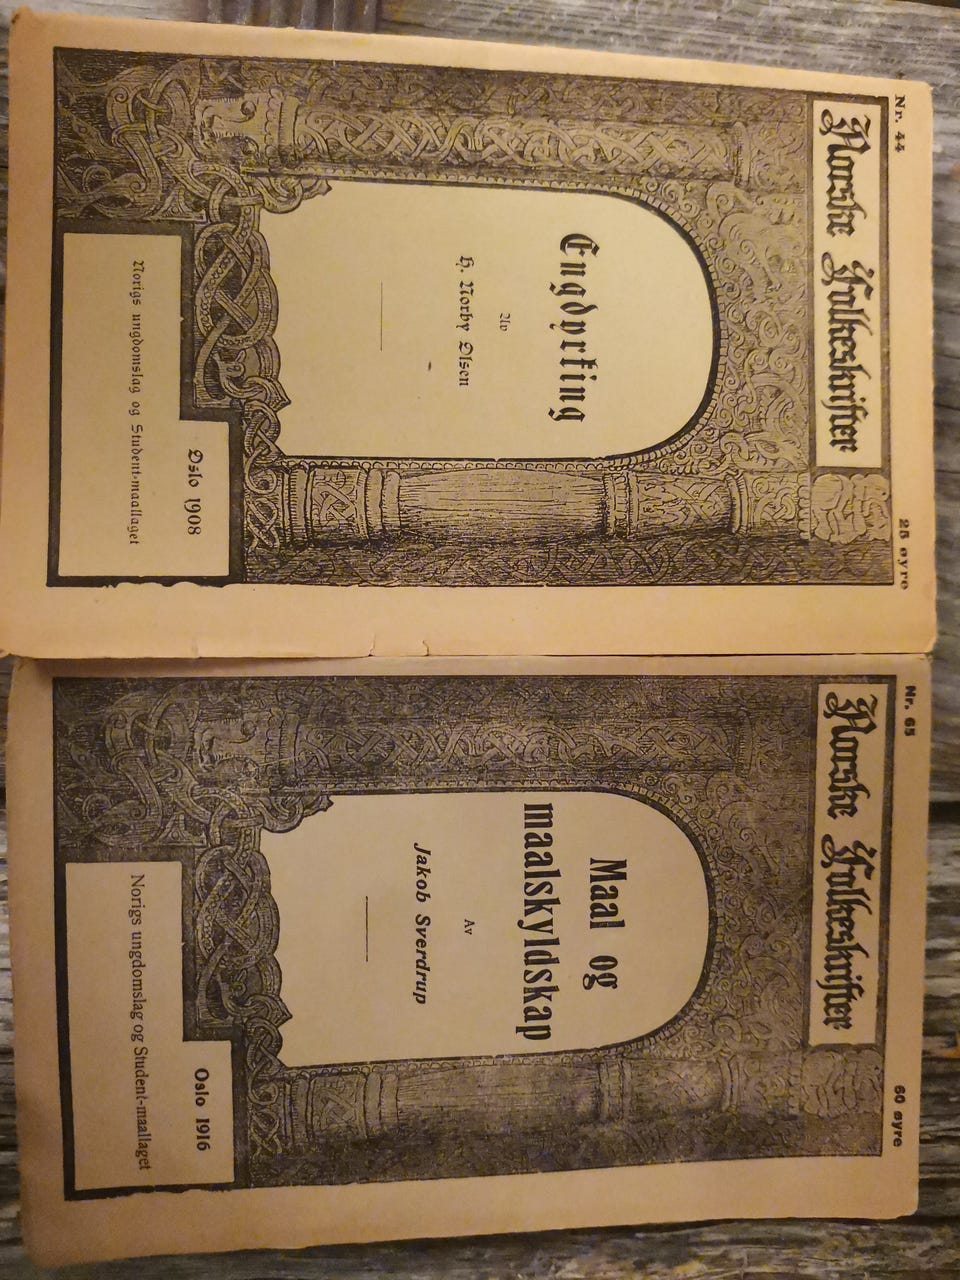 Nr. 44
25 øyre
Norske Folkeskrifter
Engdyrking
Av
H. Norby Olsen
Oslo 1908
Norigs ungdomslag og Student-maallaget
Nr. 65
60 øyre
Norske Folkeskrifter
Maal og
maalskyldskap
Av
Jakob Sverdrup
Oslo 1916
Norigs ungdomslag og Student-maallaget